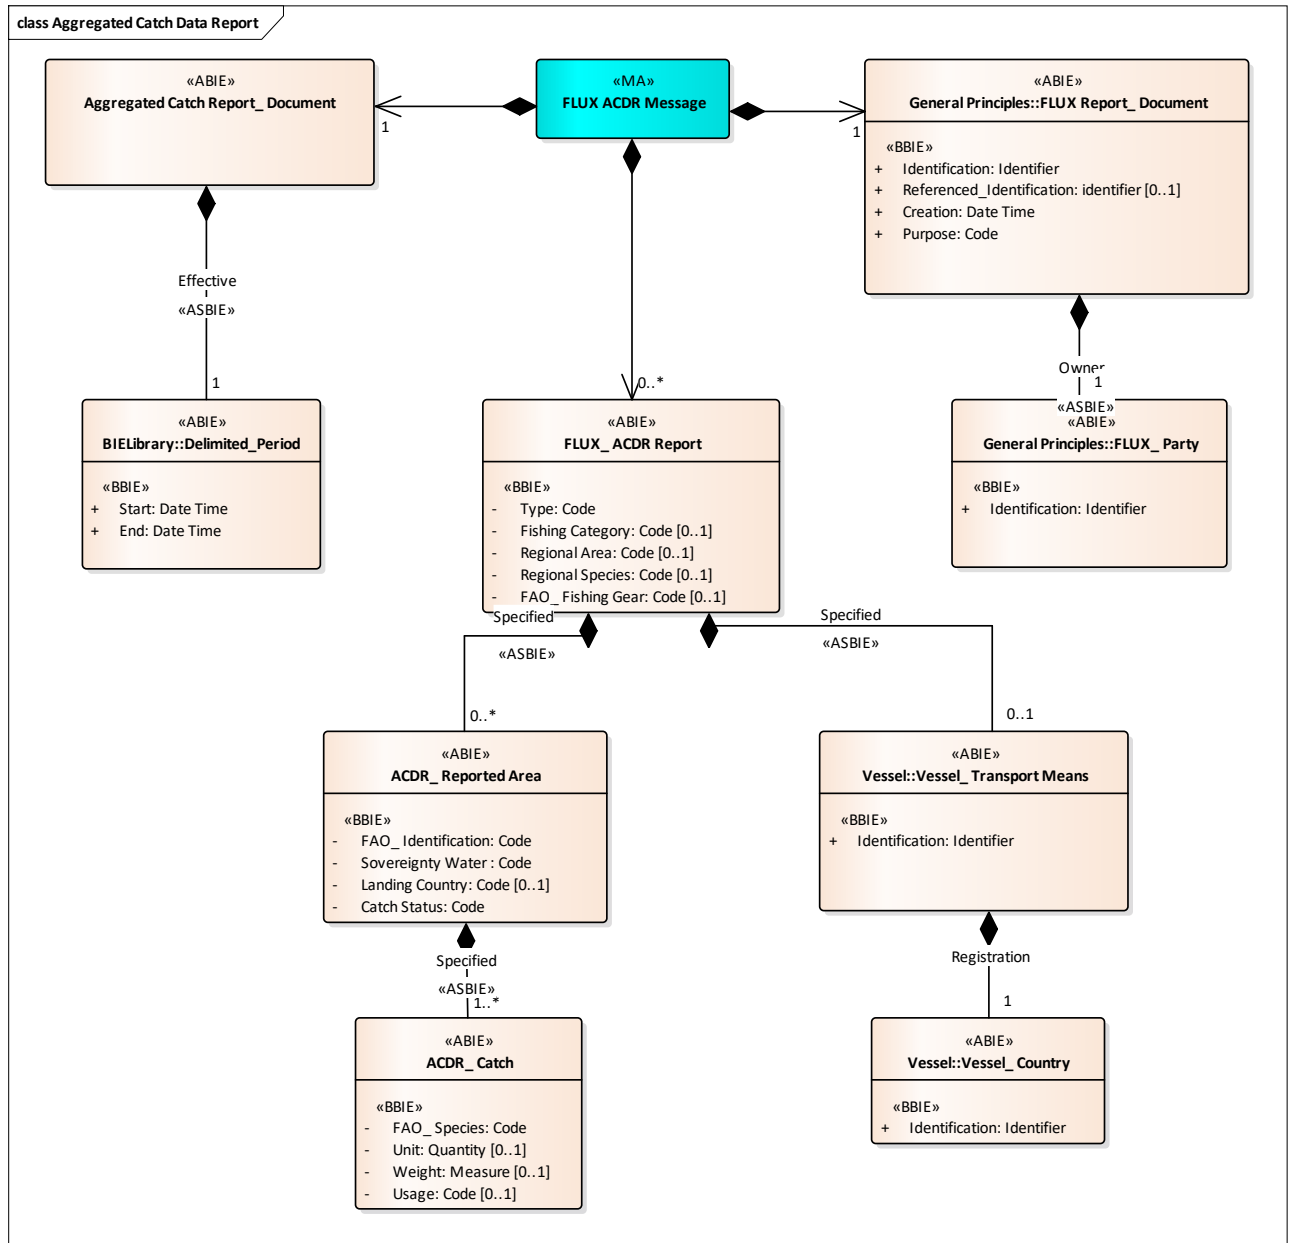 class Aggregated Catch Data Report
«ABIE»
Aggregated Catch Report_ Document
«MA»
FLUX ACDR Message
«ABIE»
General Principles::FLUX Report_ Document
«BBIE»
+ Identification: Identifier
+ Referenced_Identification: identifier [0..1]
+ Creation: Date Time
+ Purpose: Code
1
1
Effective
«ASBIE»
1
0..*
Owner
1
«ASBIE»
«ABIE»
BIELibrary::Delimited_Period
«BBIE»
+ Start: Date Time
+ End: Date Time
«ABIE»
FLUX_ ACDR Report
«BBIE»
- Type: Code
- Fishing Category: Code [0..1]
- Regional Area: Code [0..1]
- Regional Species: Code [0..1]
- FAO_ Fishing Gear: Code [0..1]
«ABIE»
General Principles::FLUX_ Party
«BBIE»
+ Identification: Identifier
Specified
«ASBIE»
0..*
Specified
«ASBIE»
0..1
«ABIE»
ACDR_ Reported Area
«BBIE»
- FAO_ Identification: Code
- Sovereignty Water : Code
- Landing Country: Code [0..1]
- Catch Status: Code
«ABIE»
Vessel::Vessel_ Transport Means
«BBIE»
+ Identification: Identifier
Specified
«ASBIE»
1..*
Registration
1
«ABIE»
ACDR_ Catch
«BBIE»
- FAO_ Species: Code
- Unit: Quantity [0..1]
- Weight: Measure [0..1]
- Usage: Code [0..1]
«ABIE»
Vessel::Vessel_ Country
«BBIE»
+ Identification: Identifier